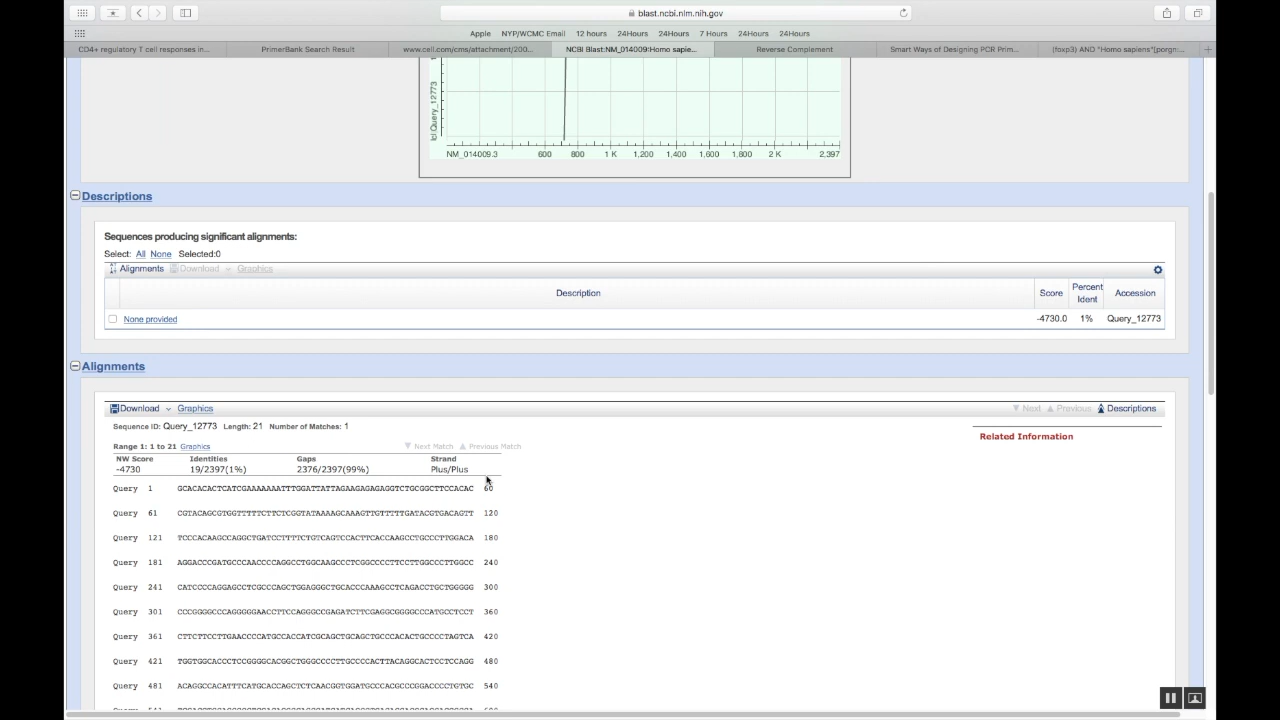 blast.ncbi.nlm.nih.gov
Apple NYP/WCMC Email 12 hours 24Hours 24Hours 7 Hours 24Hours 24Hours
CD4+ regulatory T cell responses in... PrimerBank Search Result www.cell.com/cms/attachment/200... NCBI Blast:NM_014009:Homo sapie... Reverse Complement Smart Ways of Designing PCR Prim... (foxp3) AND "Homo sapiens"[porgn:...
lcl|Query_12773
NM_014009.3 600 800 1 K 1,200 1,400 1,600 1,800 2 K 2,397
Descriptions
Sequences producing significant alignments:
Select: All None Selected:0
Alignments Download Graphics
Description Score Percent Ident Accession
None provided -4730.0 1% Query_12773
Alignments
Download Graphics Next Previous Descriptions
Sequence ID: Query_12773 Length: 21 Number of Matches: 1
Related Information
Range 1: 1 to 21 Graphics Next Match Previous Match
NW Score Identities Gaps Strand
-4730 19/2397(1%) 2376/2397(99%) Plus/Plus
Query 1 GCACACACTCATCGAAAAAAATTTGGATTATTAGAAGAGAGAGGTCTGCGGCTTCCACAC 60
Query 61 CGTACAGCGTGGTTTTTCTTCTCGGTATAAAAGCAAAGTTGTTTTTGATACGTGACAGTT 120
Query 121 TCCCACAAGCCAGGCTGATCCTTTTCTGTCAGTCCACTTCACCAAGCCTGCCCTTGGACA 180
Query 181 AGGACCCGATGCCCAACCCCAGGCCTGGCAAGCCCTCGGCCCCTTCCTTGGCCCTTGGCC 240
Query 241 CATCCCCAGGAGCCTCGCCCAGCTGGAGGGCTGCACCCAAAGCCTCAGACCTGCTGGGGG 300
Query 301 CCCGGGGCCCAGGGGGAACCTTCCAGGGCCGAGATCTTCGAGGCGGGGCCCATGCCTCCT 360
Query 361 CTTCTTCCTTGAACCCCATGCCACCATCGCAGCTGCAGCTGCCCACACTGCCCCTAGTCA 420
Query 421 TGGTGGCACCCTCCGGGGCACGGCTGGGCCCCTTGCCCCACTTACAGGCACTCCTCCAGG 480
Query 481 ACAGGCCACATTTCATGCACCAGCTCTCAACGGTGGATGCCCACGCCCGGACCCCTGTGC 540